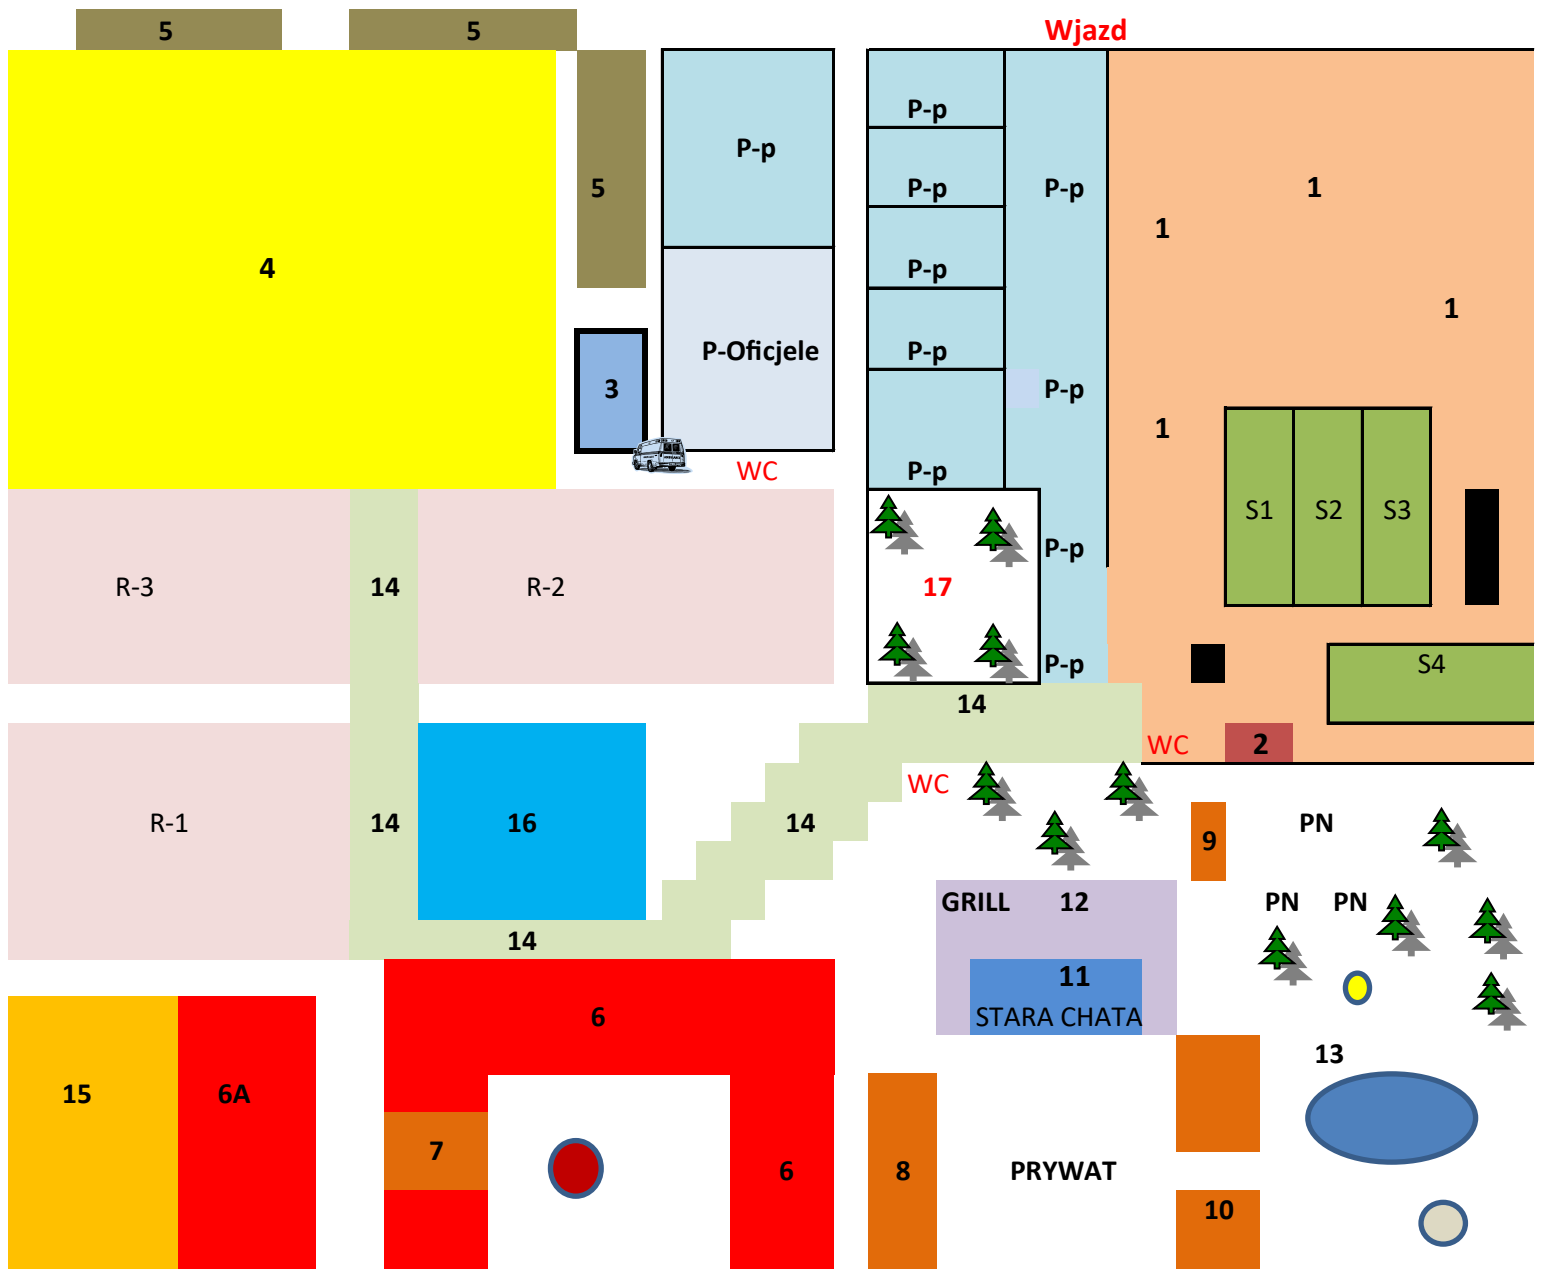 5 5 Wjazd
P-p
P-p
5 P-p P-p 1
1
4 P-p
1
P-Oficjele P-p
3 P-p
1
WC P-p
S1 S2 S3
P-p
R-3 14 R-2 17
P-p S4
14
WC 2
WC
R-1 14 16 14 9 PN
GRILL 12 PN PN
14
11
6 STARA CHATA
13
15 6A
7 6 8 PRYWAT
10